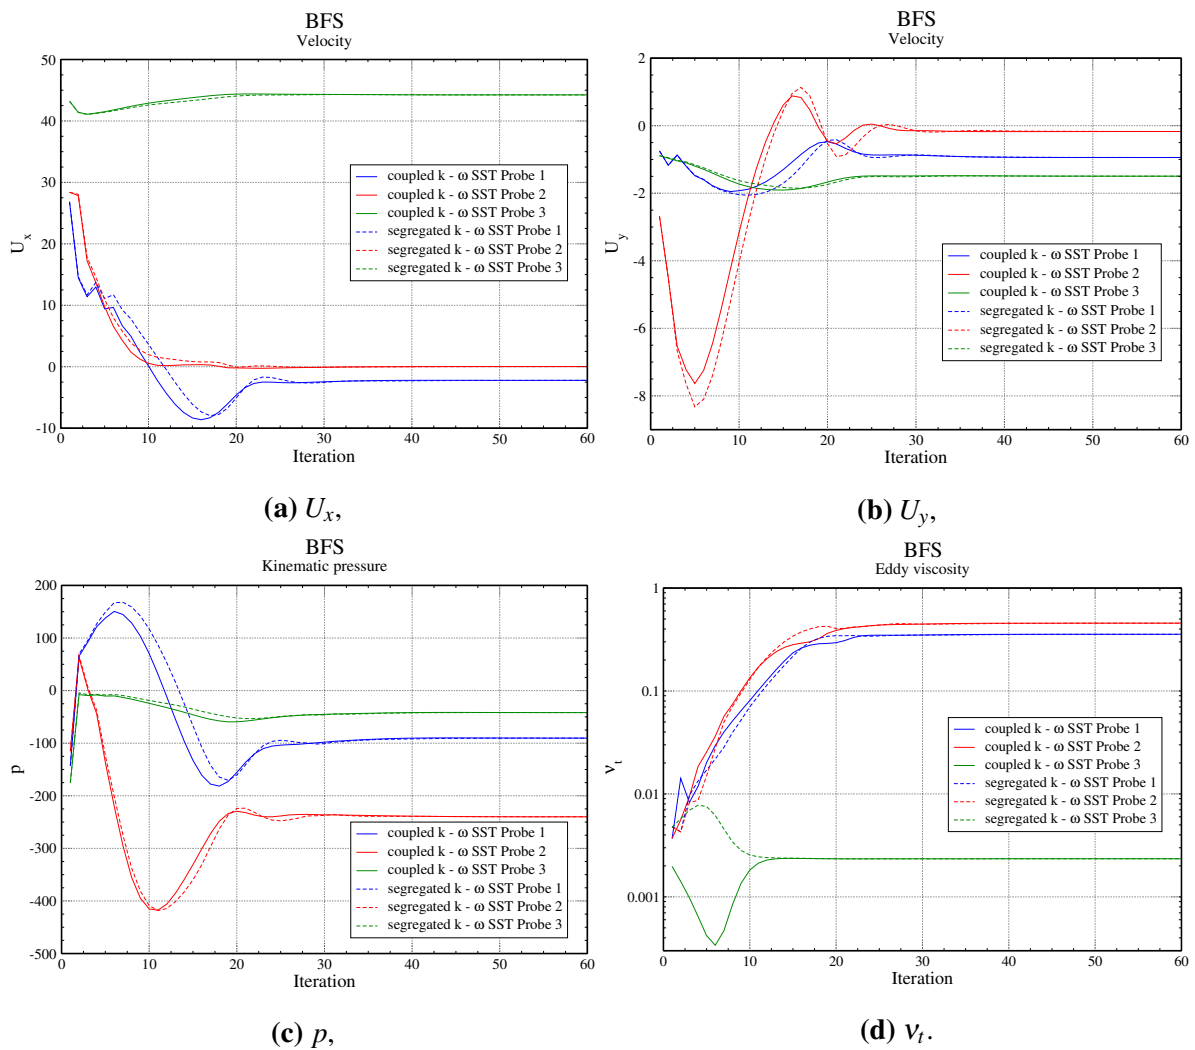 BFS
Velocity
50
40
30
20
10
0
-10
U_x
coupled k - ω SST Probe 1
coupled k - ω SST Probe 2
coupled k - ω SST Probe 3
segregated k - ω SST Probe 1
segregated k - ω SST Probe 2
segregated k - ω SST Probe 3
0 10 20 30 40 50 60
Iteration
(a) U_x,
BFS
Velocity
2
0
-2
-4
-6
-8
U_y
coupled k - ω SST Probe 1
coupled k - ω SST Probe 2
coupled k - ω SST Probe 3
segregated k - ω SST Probe 1
segregated k - ω SST Probe 2
segregated k - ω SST Probe 3
0 10 20 30 40 50 60
Iteration
(b) U_y,
BFS
Kinematic pressure
200
100
0
-100
-200
-300
-400
-500
p
coupled k - ω SST Probe 1
coupled k - ω SST Probe 2
coupled k - ω SST Probe 3
segregated k - ω SST Probe 1
segregated k - ω SST Probe 2
segregated k - ω SST Probe 3
0 10 20 30 40 50 60
Iteration
(c) p,
BFS
Eddy viscosity
1
0.1
0.01
0.001
ν_t
coupled k - ω SST Probe 1
coupled k - ω SST Probe 2
coupled k - ω SST Probe 3
segregated k - ω SST Probe 1
segregated k - ω SST Probe 2
segregated k - ω SST Probe 3
0 10 20 30 40 50 60
Iteration
(d) ν_t.